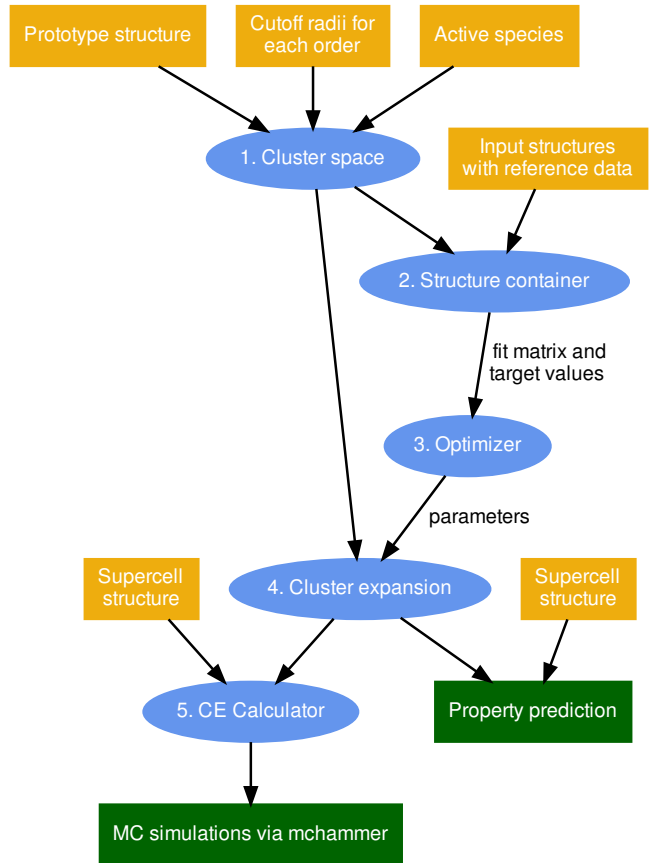 Prototype structure
Cutoff radii for
each order
Active species
1. Cluster space
Input structures
with reference data
2. Structure container
fit matrix and
target values
3. Optimizer
parameters
Supercell
structure
4. Cluster expansion
Supercell
structure
5. CE Calculator
Property prediction
MC simulations via mchammer